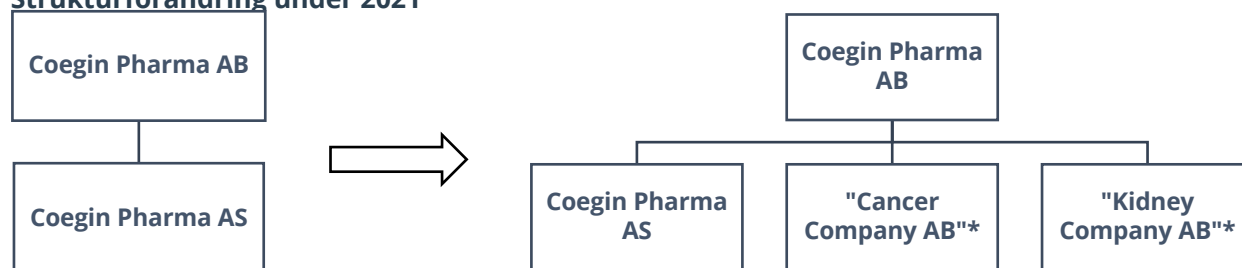 Strukturförändring under 2021
Coegin Pharma AB
Coegin Pharma AS
Coegin Pharma
AB
Coegin Pharma
AS
"Cancer
Company AB"*
"Kidney
Company AB"*